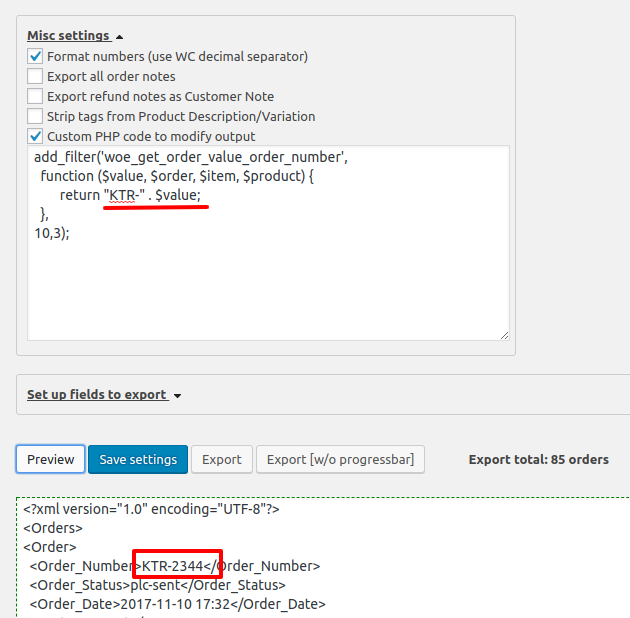 Misc settings
Format numbers (use WC decimal separator)
Export all order notes
Export refund notes as Customer Note
Strip tags from Product Description/Variation
Custom PHP code to modify output
add_filter('woe_get_order_value_order_number',
function ($value, $order, $item, $product) {
return "KTR-" . $value;
},
10,3);
Set up fields to export
Preview Save settings Export Export [w/o progressbar] Export total: 85 orders
<?xml version="1.0" encoding="UTF-8"?>
<Orders>
<Order>
<Order_Number>KTR-2344</Order_Number>
<Order_Status>plc-sent</Order_Status>
<Order_Date>2017-11-10 17:32</Order_Date>